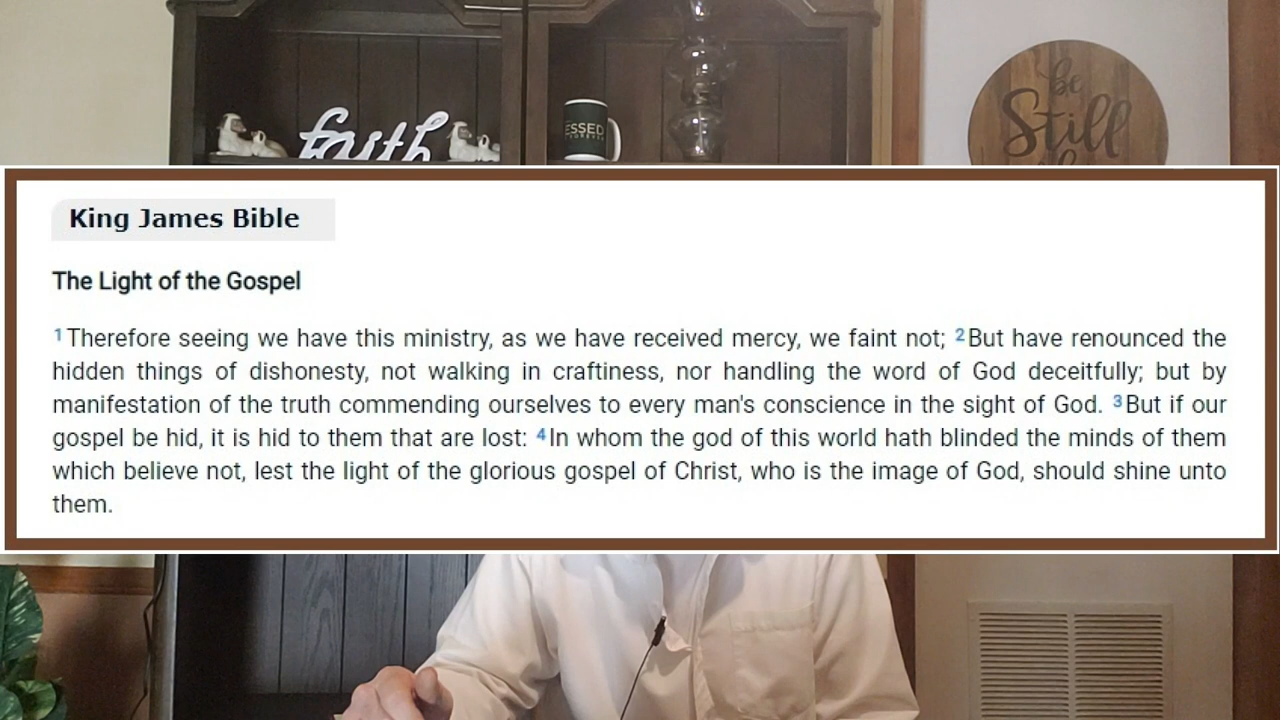 faith
ESSED
be
Still
King James Bible
The Light of the Gospel
1 Therefore seeing we have this ministry, as we have received mercy, we faint not; 2 But have renounced the
hidden things of dishonesty, not walking in craftiness, nor handling the word of God deceitfully; but by
manifestation of the truth commending ourselves to every man's conscience in the sight of God. 3 But if our
gospel be hid, it is hid to them that are lost: 4 In whom the god of this world hath blinded the minds of them
which believe not, lest the light of the glorious gospel of Christ, who is the image of God, should shine unto
them.